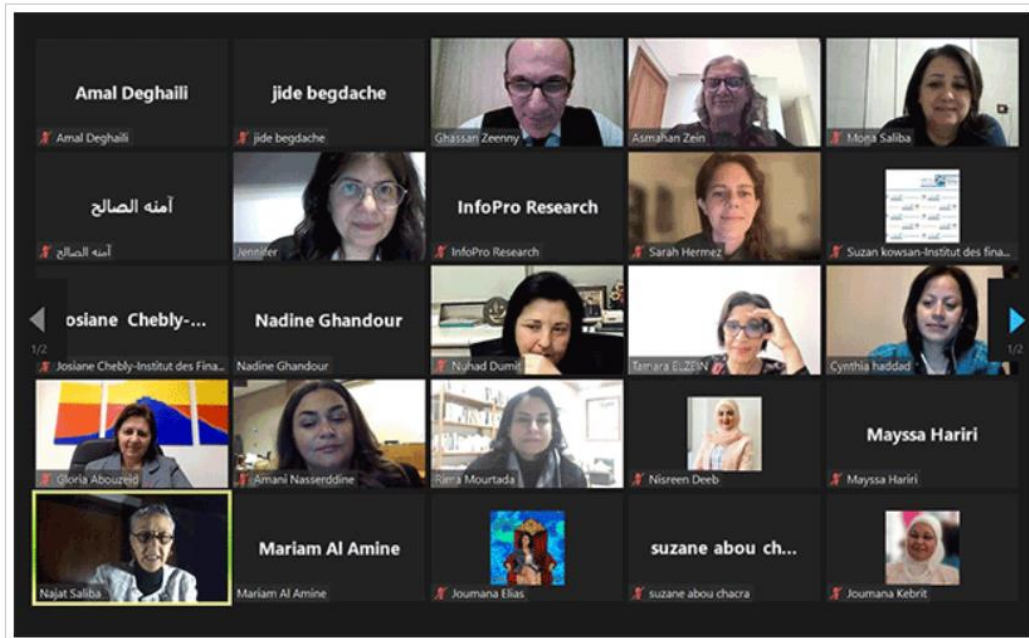 Amal Deghaili
Amal Deghaili
jide begdache
jide begdache
Ghassan Zeenny
Asmahan Zein
Mona Saliba
آمنه الصالح
آمنه الصالح
Jennifer
InfoPro Research
InfoPro Research
Sarah Hermez
Suzan kowsan-Institut des fina...
1/2
osiane Chebly-...
Josiane Chebly-Institut des Fina...
Nadine Ghandour
Nadine Ghandour
Nuhad Dumit
Tamara ELZEIN
Cynthia haddad
1/2
Gloria Abouzeid
Amani Nasserddine
Rima Mourtada
Nisreen Deeb
Mayssa Hariri
Mayssa Hariri
Najat Saliba
Mariam Al Amine
Mariam Al Amine
Joumana Elias
suzane abou ch...
suzane abou chacra
Joumana Kebrit